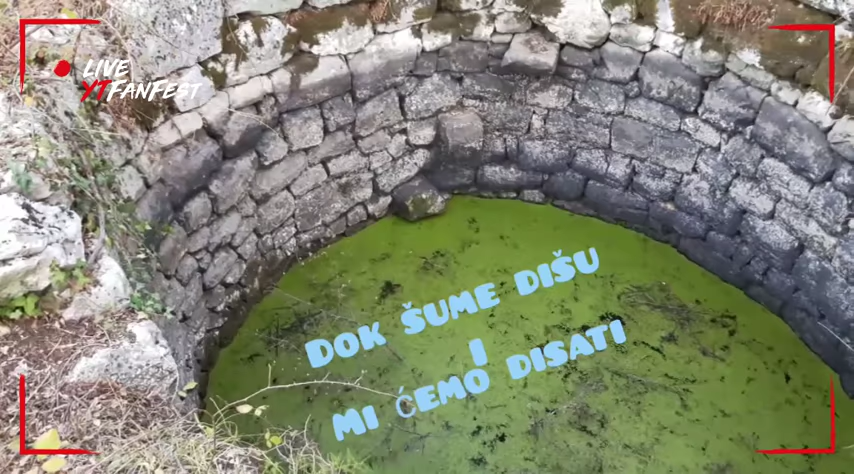 LIVE
YTFANFEST
DOK ŠUME DIŠU
I
MI ĆEMO DISATI